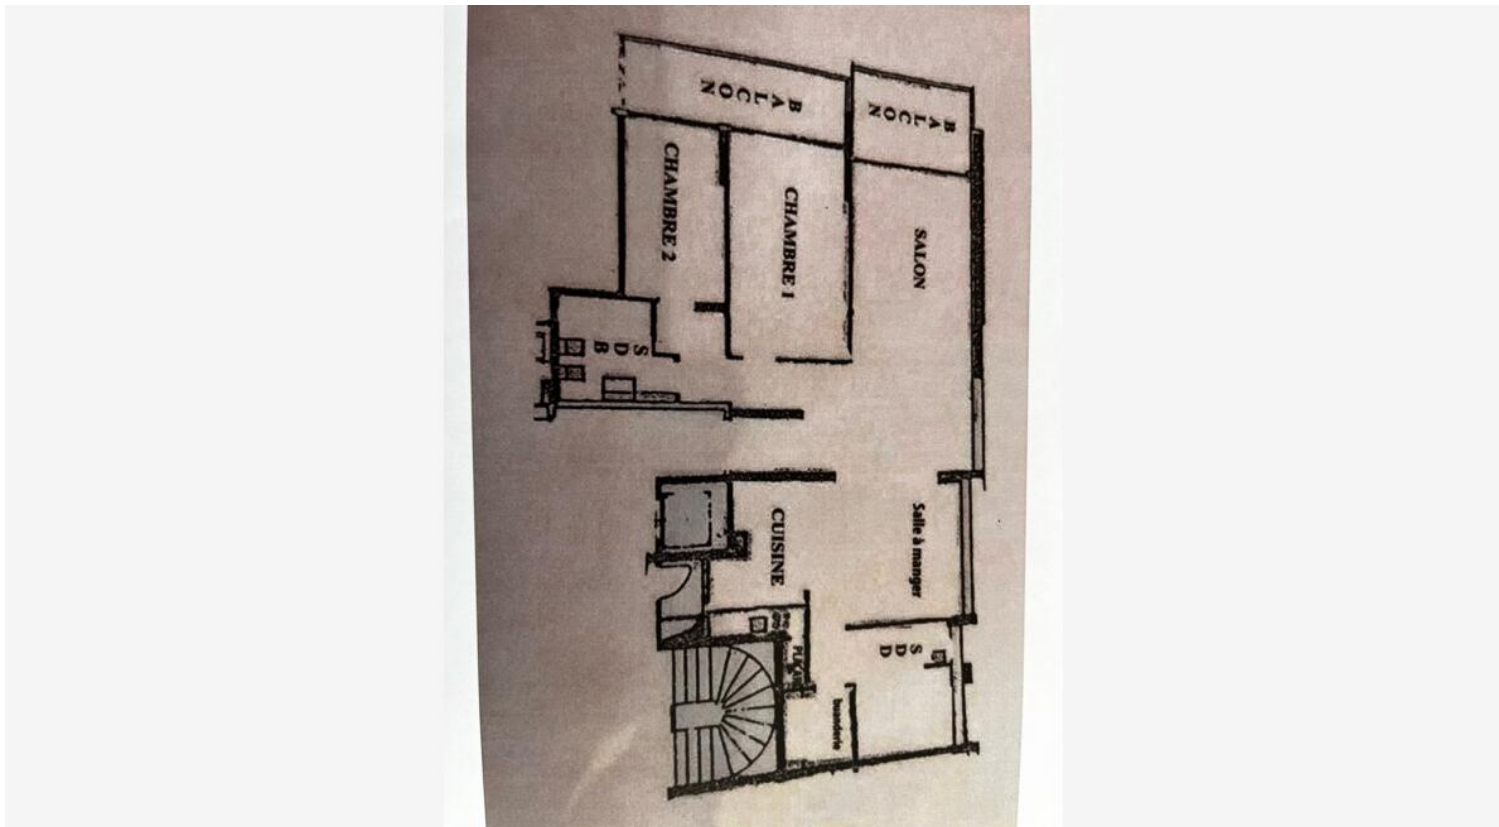 BALCON
BALCON
CHAMBRE 2
CHAMBRE 1
SALON
SDB
CUISINE
Salle à manger
SDD
PLACARD
buanderie